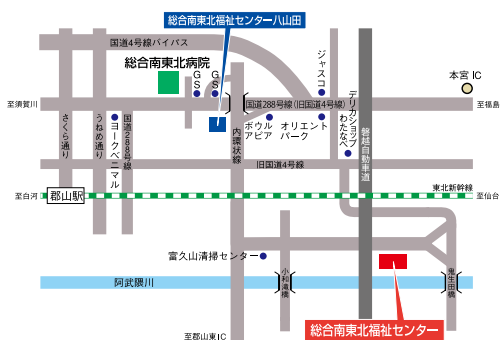 総合南東北福祉センター八山田
国道4号線バイパス
総合南東北病院
GS
GS
ジャスコ
本宮IC
至須賀川
国道288号線（旧国道4号線）
至福島
さくら通り
うねめ通り
ヨークベニマル
国道288号線
内環状線
ボウル
アピア
オリエント
パーク
デリカショップ
わたなべ
磐越自動車道
旧国道4号線
東北新幹線
至白河
郡山駅
至仙台
富久山清掃センター
阿武隈川
小和滝橋
鬼生田橋
総合南東北福祉センター
至郡山東IC